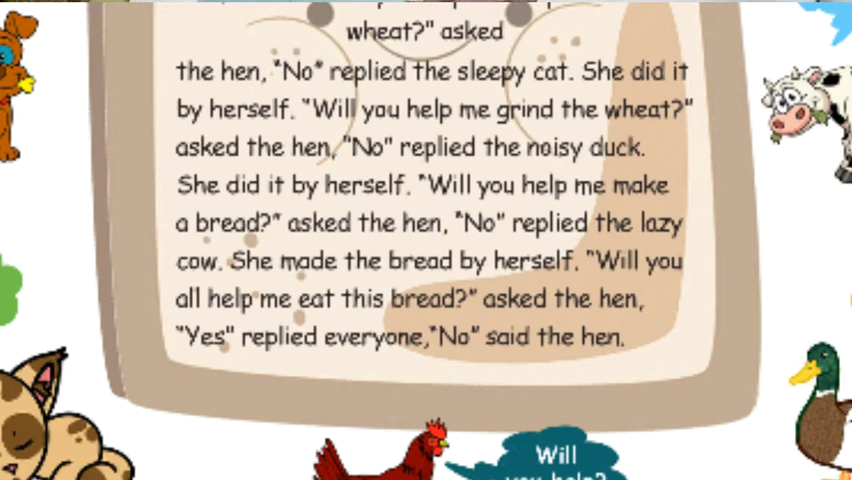 wheat?" asked
the hen, "No" replied the sleepy cat. She did it
by herself. "Will you help me grind the wheat?"
asked the hen, "No" replied the noisy duck.
She did it by herself. "Will you help me make
a bread?" asked the hen, "No" replied the lazy
cow. She made the bread by herself. "Will you
all help me eat this bread?" asked the hen,
"Yes" replied everyone,"No" said the hen.
Will
you help?